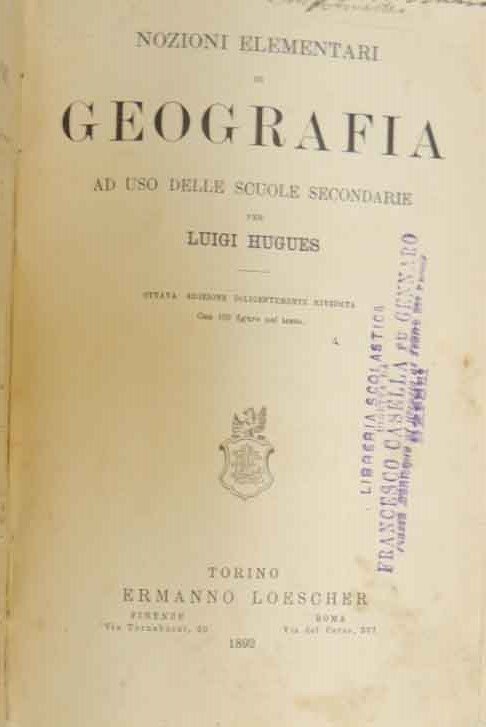 NOZIONI ELEMENTARI
DI
GEOGRAFIA
AD USO DELLE SCUOLE SECONDARIE
PER
LUIGI HUGUES
OTTAVA EDIZIONE DILIGENTEMENTE RIVEDUTA
Con figure nel testo.
4
LIBRERIA SCOLASTICA
FRANCESCO CASELLA FU GENNARO
TORINO
ERMANNO LOESCHER
FIRENZE ROMA
Via Tornabuoni, 20 Via del Corso, 307
1892